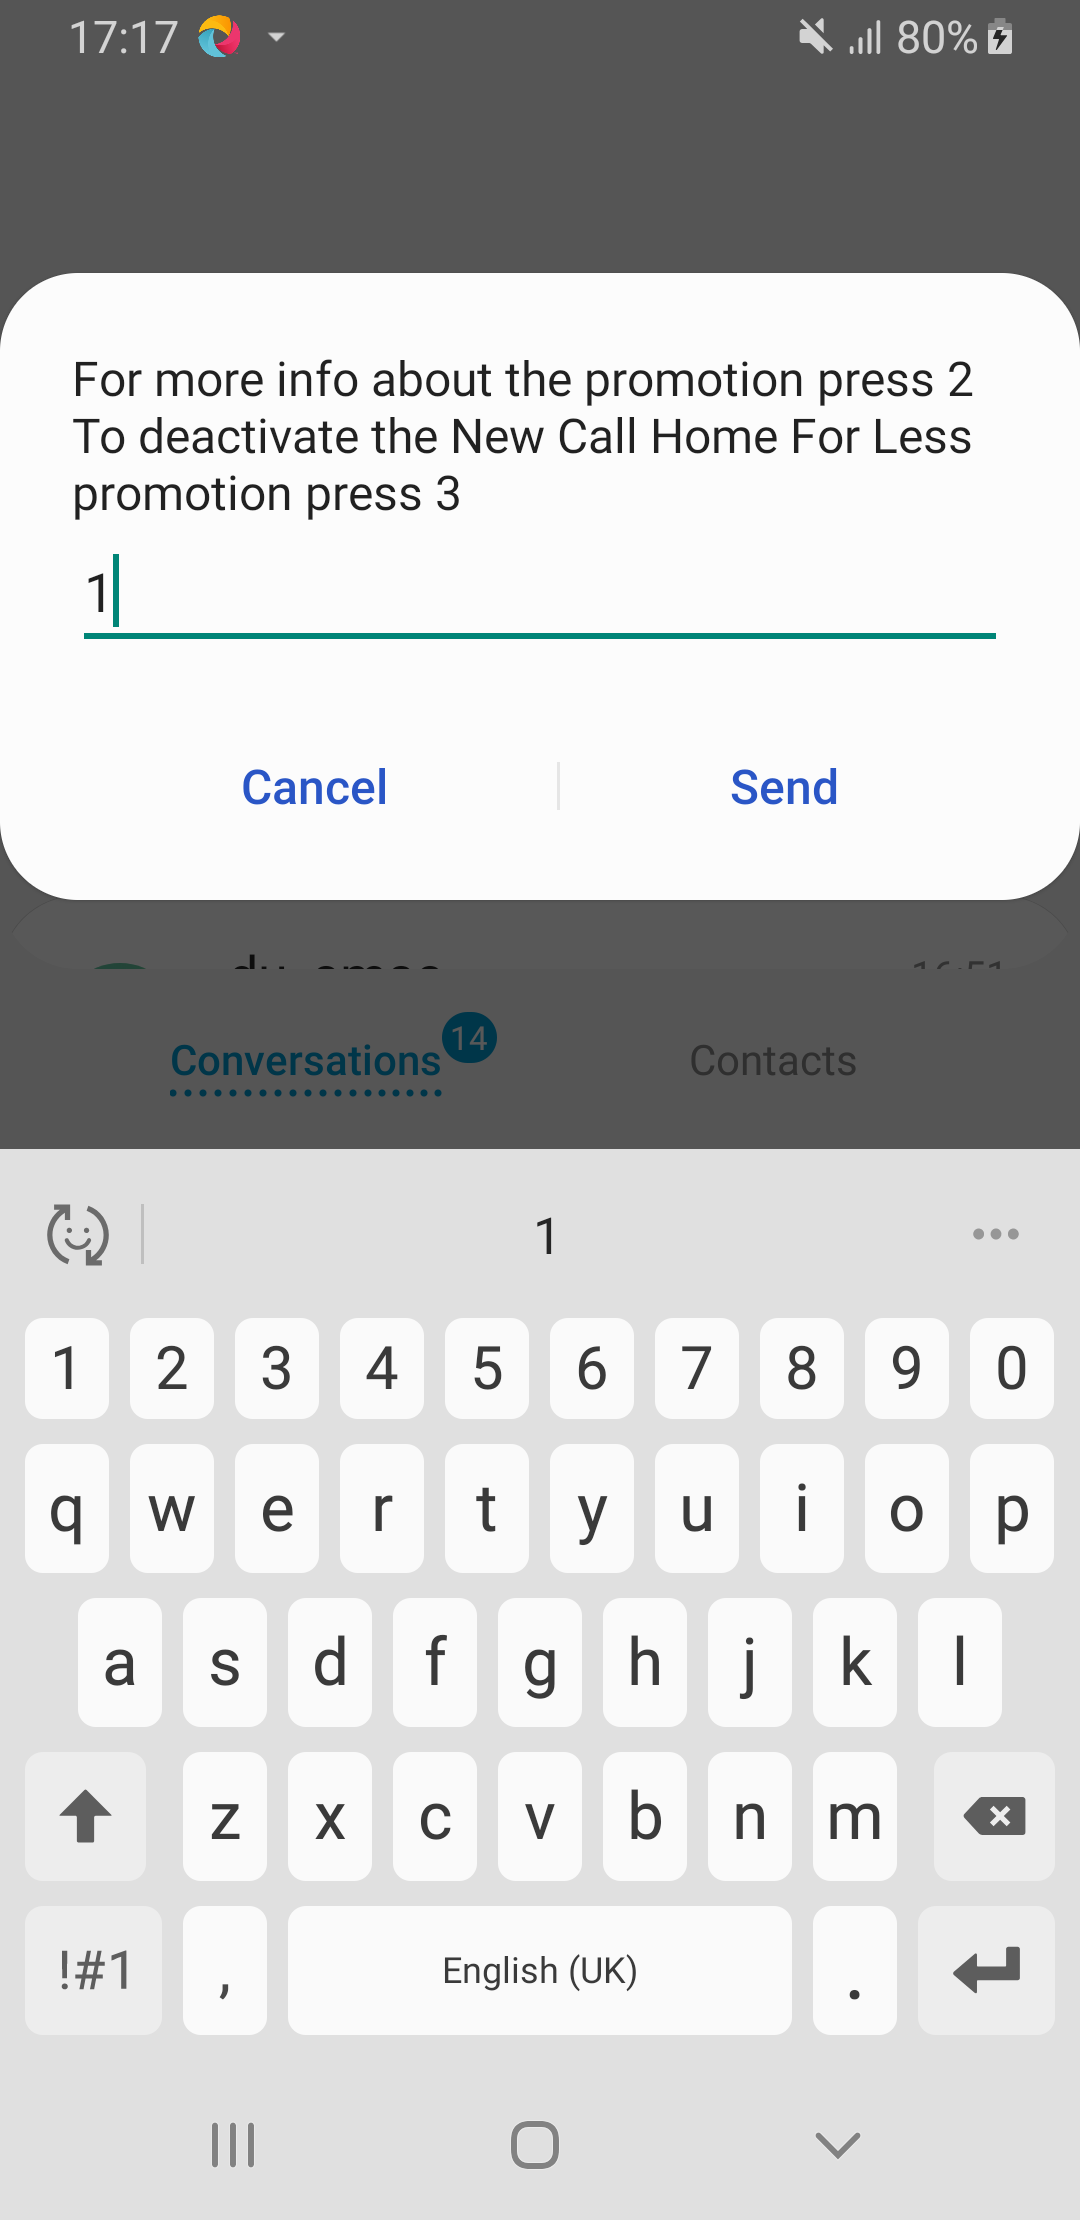 17:17 80%
For more info about the promotion press 2
To deactivate the New Call Home For Less
promotion press 3
1
Cancel Send
16:51
Conversations 14 Contacts
1
1 2 3 4 5 6 7 8 9 0
q w e r t y u i o p
a s d f g h j k l
z x c v b n m
!#1 , English (UK) .